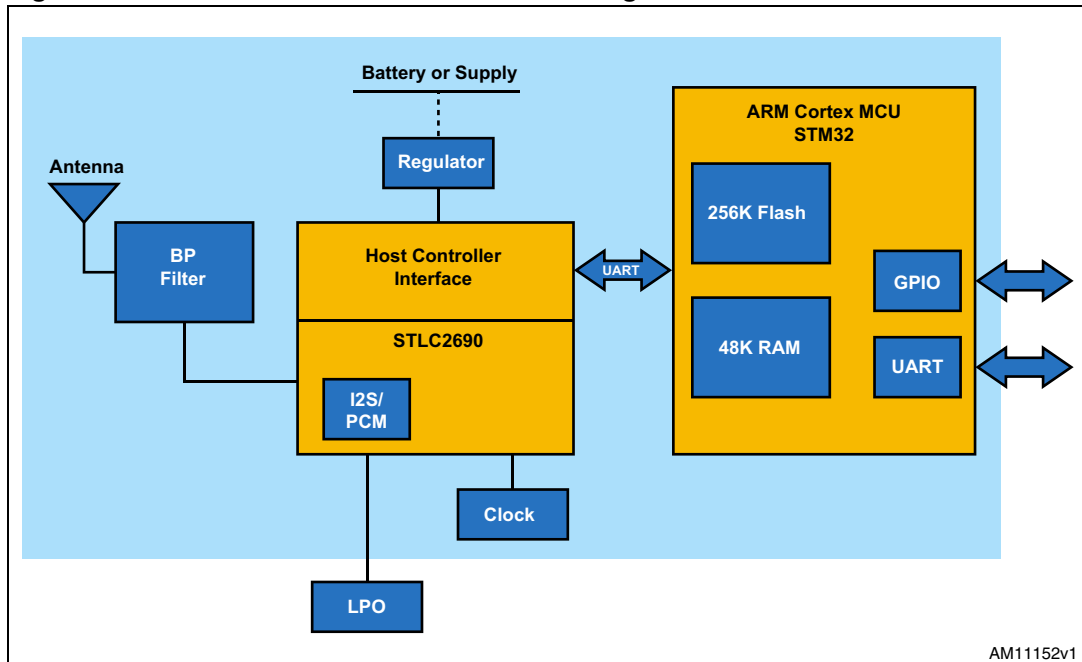 Battery or Supply
ARM Cortex MCU
STM32
Regulator
Antenna
256K Flash
BP
Filter
Host Controller
Interface
UART
GPIO
STLC2690
48K RAM
UART
I2S/
PCM
Clock
LPO
AM11152v1